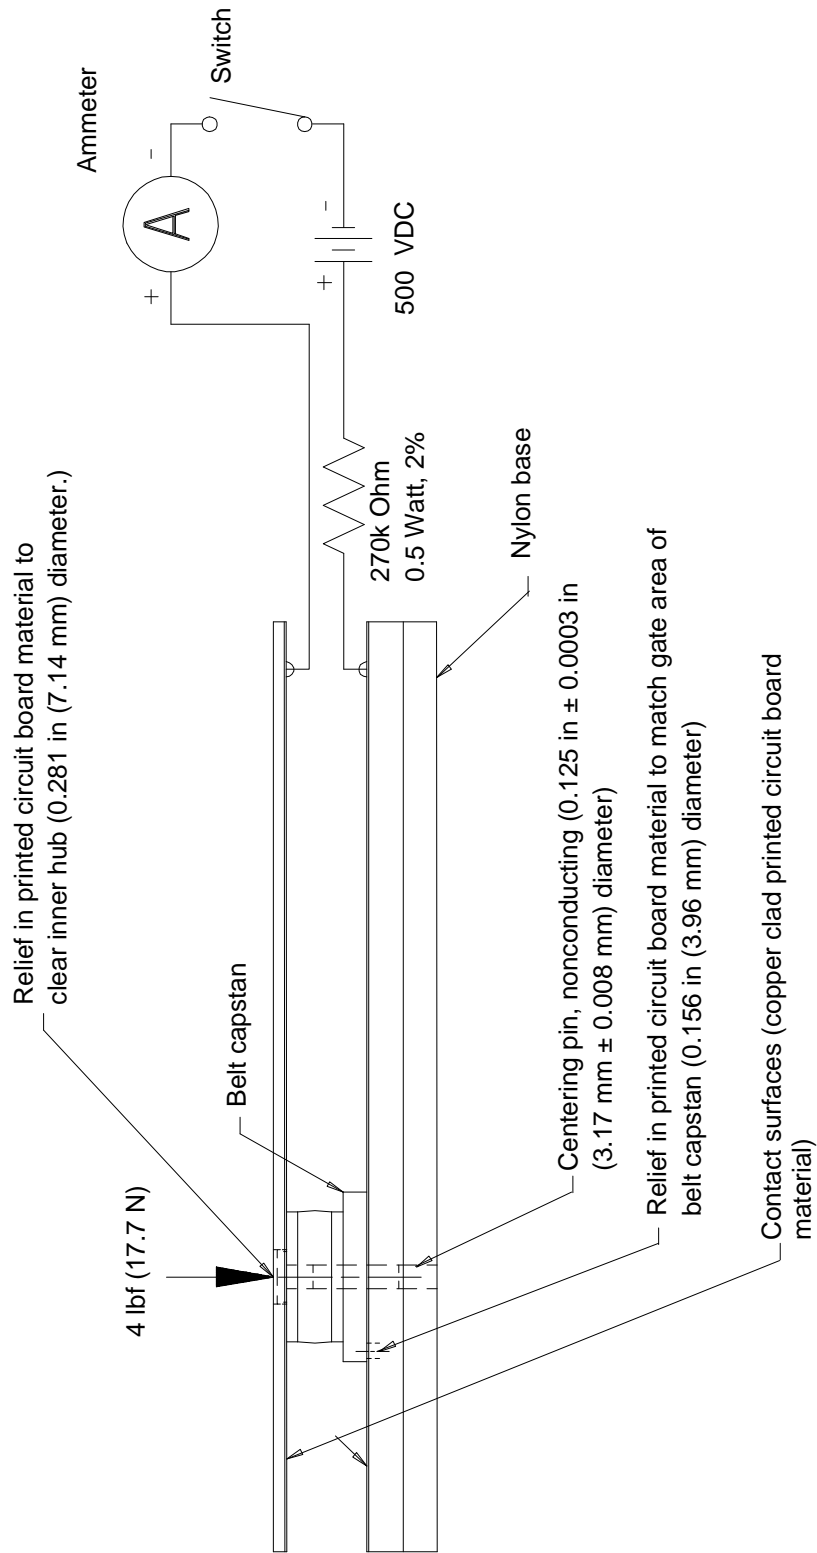 Relief in printed circuit board material to
clear inner hub (0.281 in (7.14 mm) diameter.)
4 lbf (17.7 N)
Belt capstan
Ammeter
+
A
-
Switch
+
-
500 VDC
270k Ohm
0.5 Watt, 2%
Nylon base
Centering pin, nonconducting (0.125 in ± 0.0003 in
(3.17 mm ± 0.008 mm) diameter)
Relief in printed circuit board material to match gate area of
belt capstan (0.156 in (3.96 mm) diameter)
Contact surfaces (copper clad printed circuit board
material)